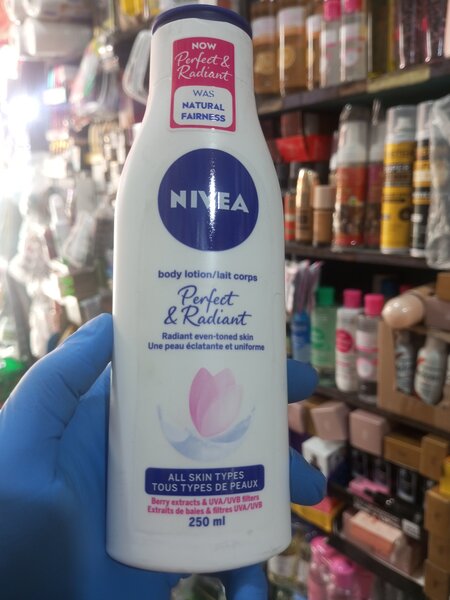 NOW
Perfect &
Radiant
WAS
NATURAL
FAIRNESS
NIVEA
body lotion/lait corps
Perfect
& Radiant
Radiant even-toned skin
Une peau éclatante et uniforme
ALL SKIN TYPES
TOUS TYPES DE PEAUX
Berry extracts & UVA/UVB filters
Extraits de baies & filtres UVA/UVB
250 ml